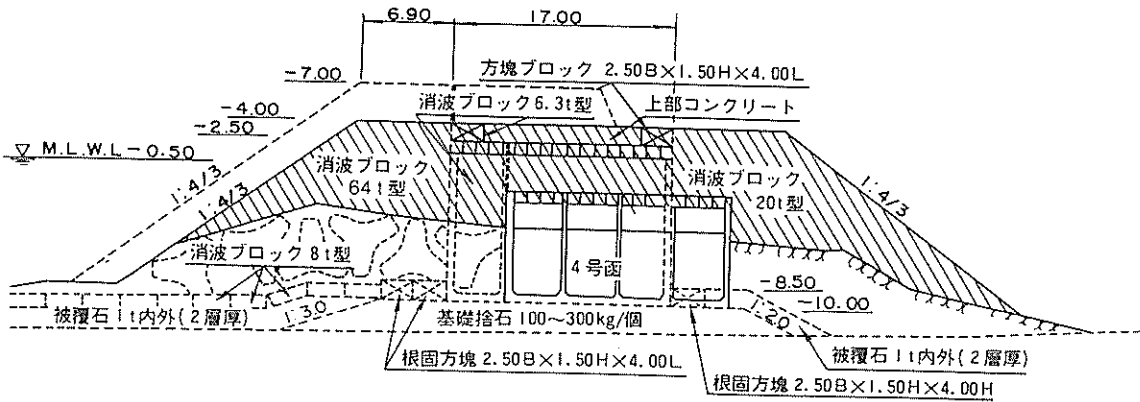 6.90
17.00
-7.00
方塊ブロック 2.50B×1.50H×4.00L
消波ブロック6.3t型
上部コンクリート
-4.00
-2.50
M.L.W.L-0.50
消波ブロック
64t型
消波ブロック
20t型
1:4/3
1:4/3
1:4/3
消波ブロック8t型
4号函
-8.50
-10.00
1:3.0
1:2.0
被覆石1t内外(2層厚)
基礎捨石100~300kg/個
被覆石1t内外(2層厚)
根固方塊2.50B×1.50H×4.00L
根固方塊2.50B×1.50H×4.00H